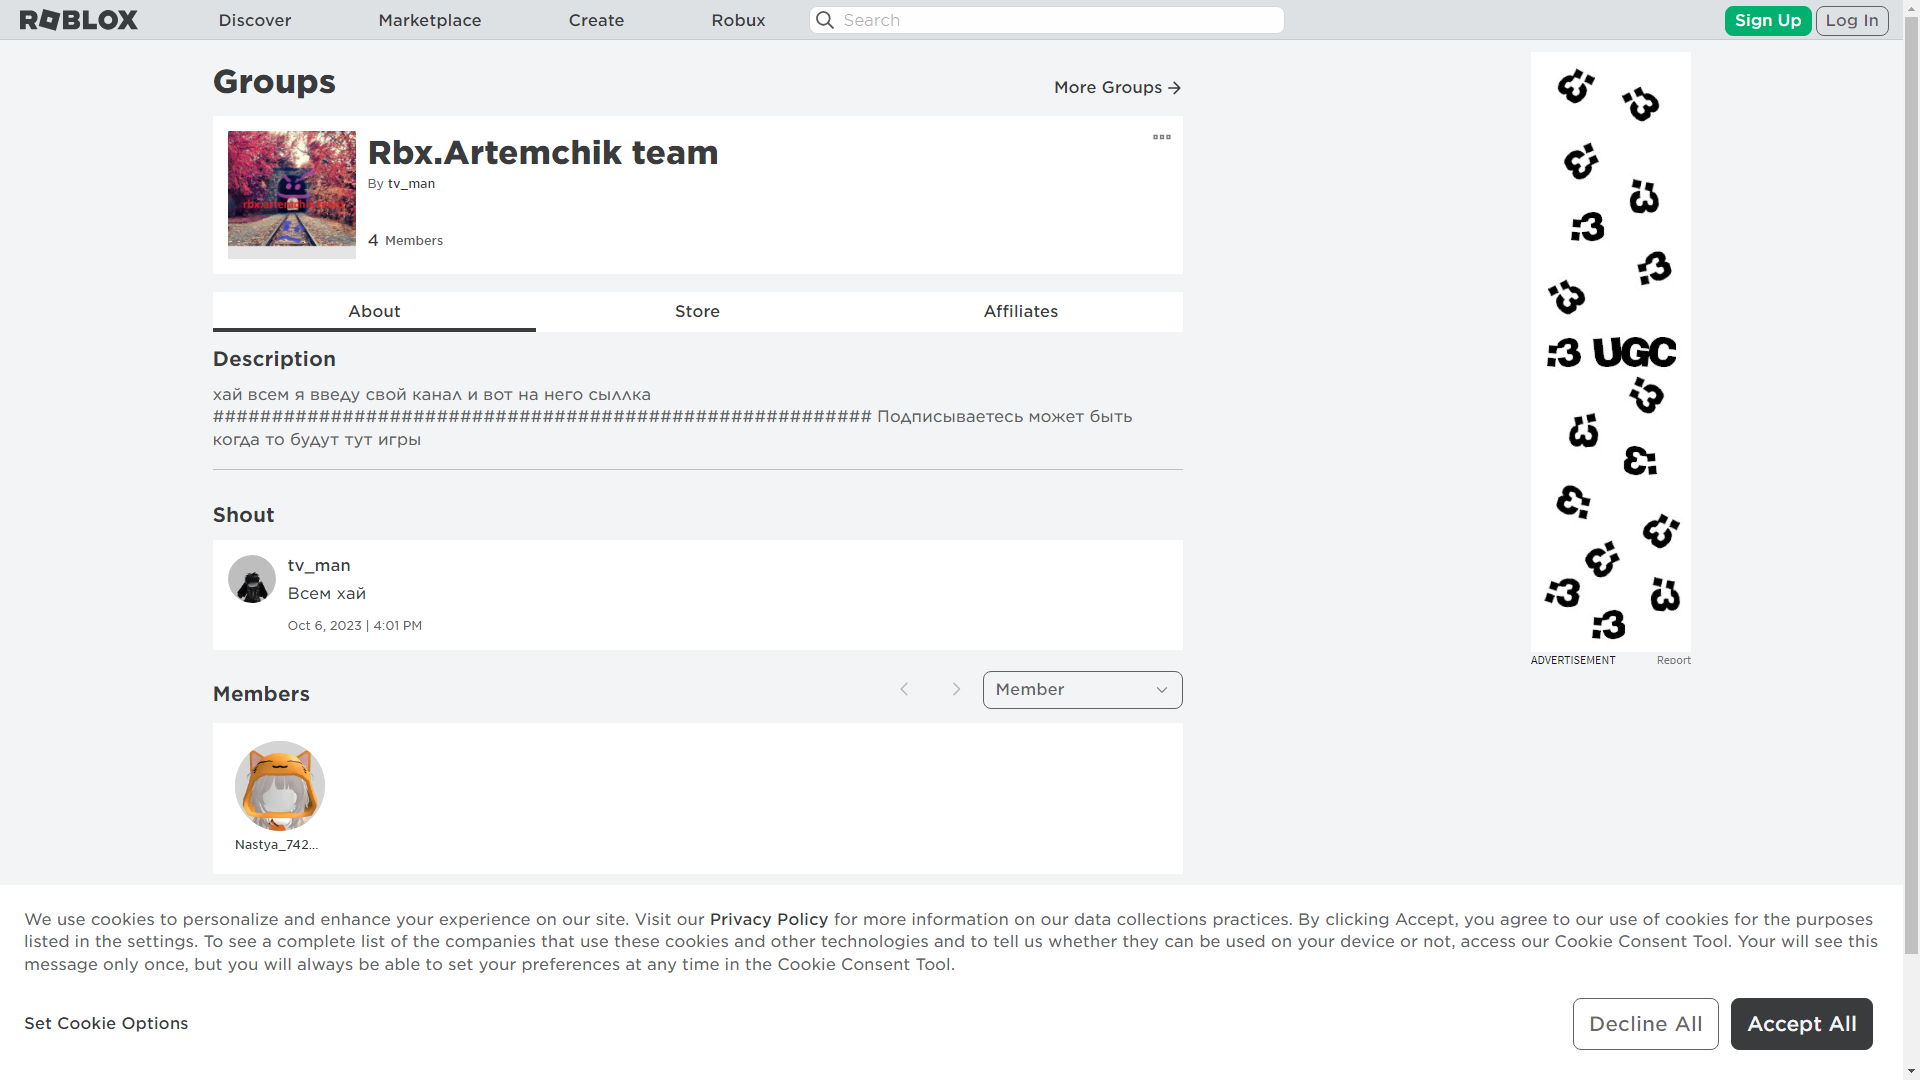 ROBLOX Discover Marketplace Create Robux Search Sign Up Log In
Groups
More Groups
Rbx.Artemchik team
By tv_man
4 Members
About Store Affiliates
Description
хай всем я введу свой канал и вот на него сыллка
######################################################## Подписываетесь может быть
когда то будут тут игры
Shout
tv_man
Всем хай
Oct 6, 2023 | 4:01 PM
Members
Member
Nastya_742...
:3 UGC
ADVERTISEMENT Report
We use cookies to personalize and enhance your experience on our site. Visit our Privacy Policy for more information on our data collections practices. By clicking Accept, you agree to our use of cookies for the purposes
listed in the settings. To see a complete list of the companies that use these cookies and other technologies and to tell us whether they can be used on your device or not, access our Cookie Consent Tool. Your will see this
message only once, but you will always be able to set your preferences at any time in the Cookie Consent Tool.
Set Cookie Options
Decline All
Accept All